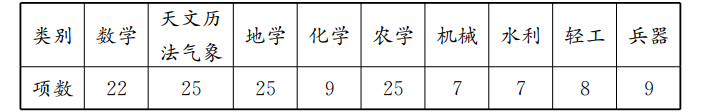 类别 数学 天文历法气象 地学 化学 农学 机械 水利 轻工 兵器
项数 22 25 25 9 25 7 7 8 9